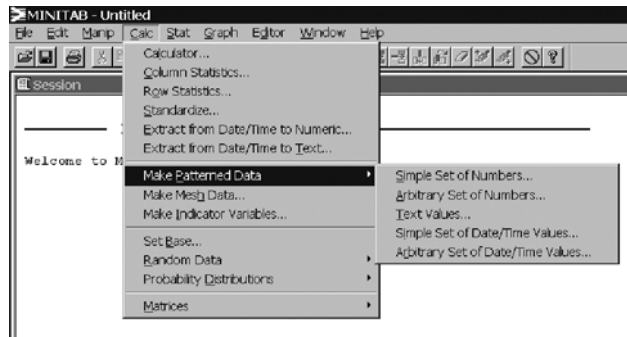 MINITAB - Untitled
File Edit Manip Calc Stat Graph Editor Window Help
Session
Welcome to M
Calculator...
Column Statistics...
Row Statistics...
Standardize...
Extract from Date/Time to Numeric...
Extract from Date/Time to Text...
Make Patterned Data
Make Mesh Data...
Make Indicator Variables...
Set Base...
Random Data
Probability Distributions
Matrices
Simple Set of Numbers...
Arbitrary Set of Numbers...
Text Values...
Simple Set of Date/Time Values...
Arbitrary Set of Date/Time Values...